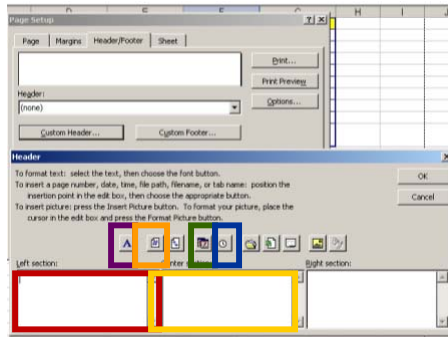 H I J
Page Setup
Page Margins Header/Footer Sheet
Print...
Print Preview
Options...
Header:
(none)
Custom Header... Custom Footer...
Header
To format text: select the text, then choose the font button.
To insert a page number, date, time, file path, filename, or tab name: position the
insertion point in the edit box, then choose the appropriate button.
To insert picture: press the Insert Picture button. To format your picture, place the
cursor in the edit box and press the Format Picture button.
OK
Cancel
A
Left section:
Right section: